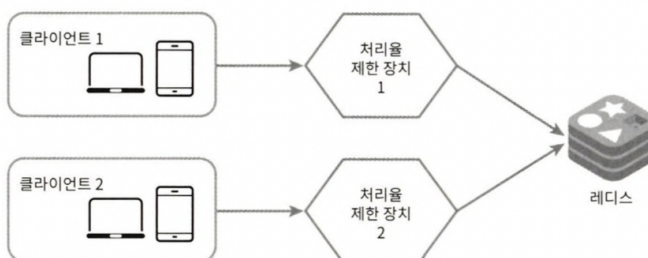 클라이언트 1
처리율
제한 장치
1
레디스
클라이언트 2
처리율
제한 장치
2